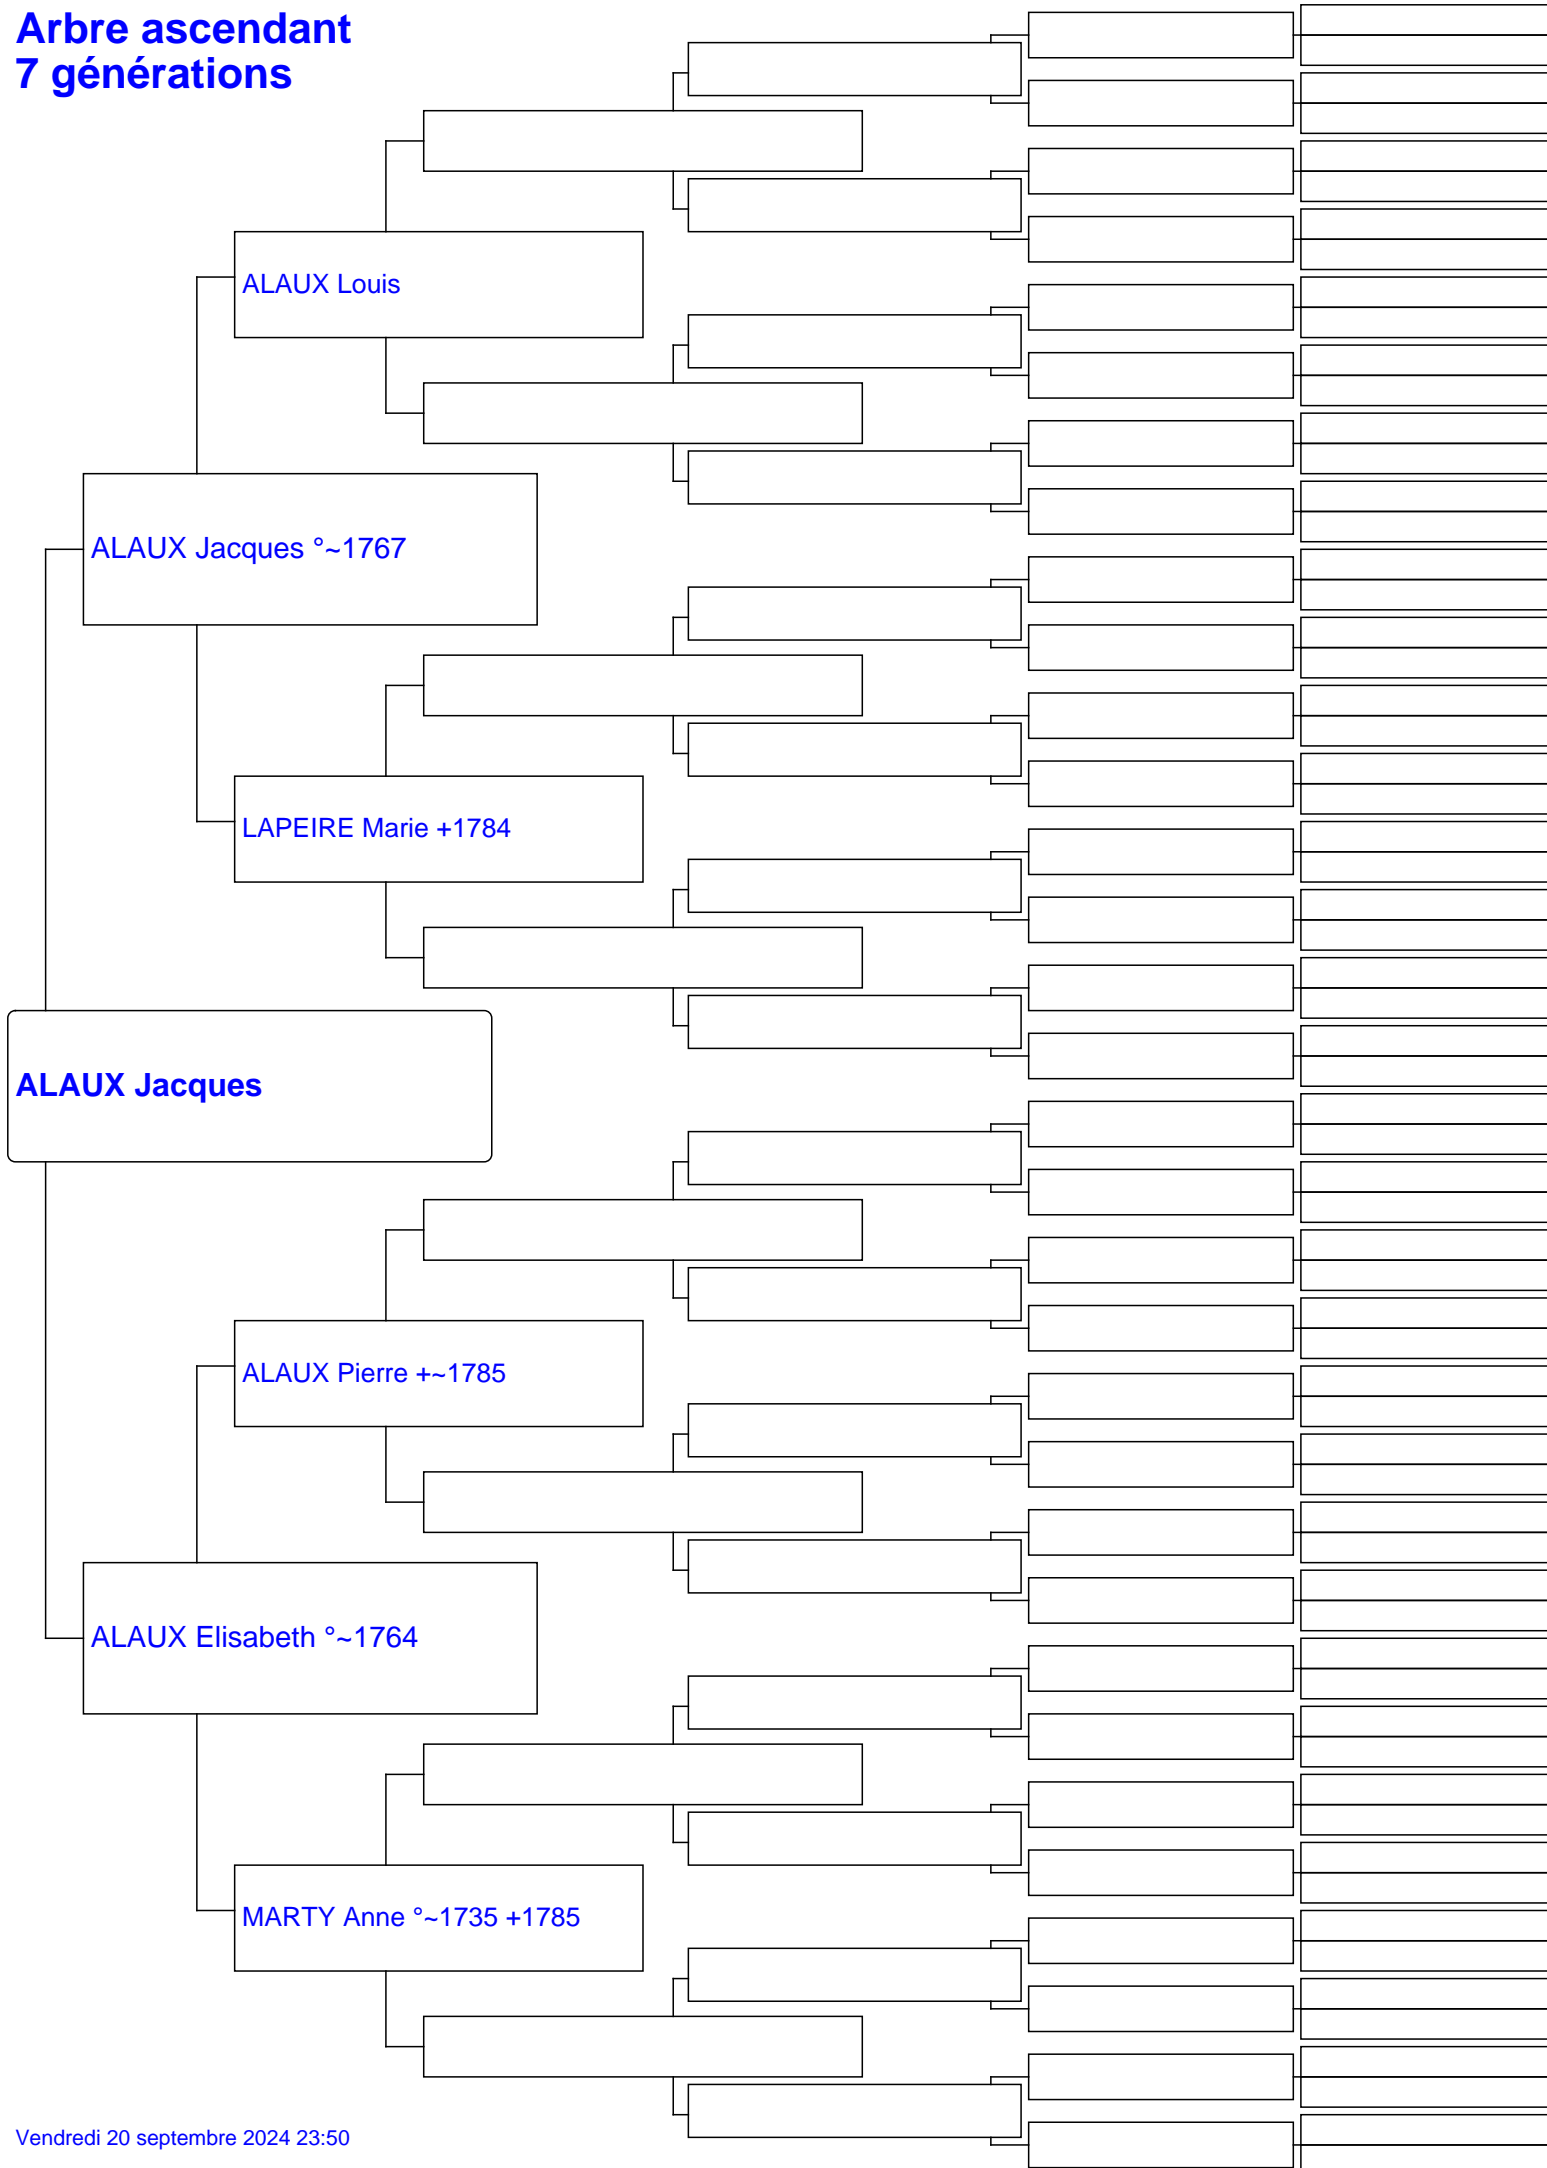 Arbre ascendant
7 générations
ALAUX Louis
ALAUX Jacques °~1767
LAPEIRE Marie +1784
ALAUX Jacques
ALAUX Pierre +~1785
ALAUX Elisabeth °~1764
MARTY Anne °~1735 +1785
Vendredi 20 septembre 2024 23:50